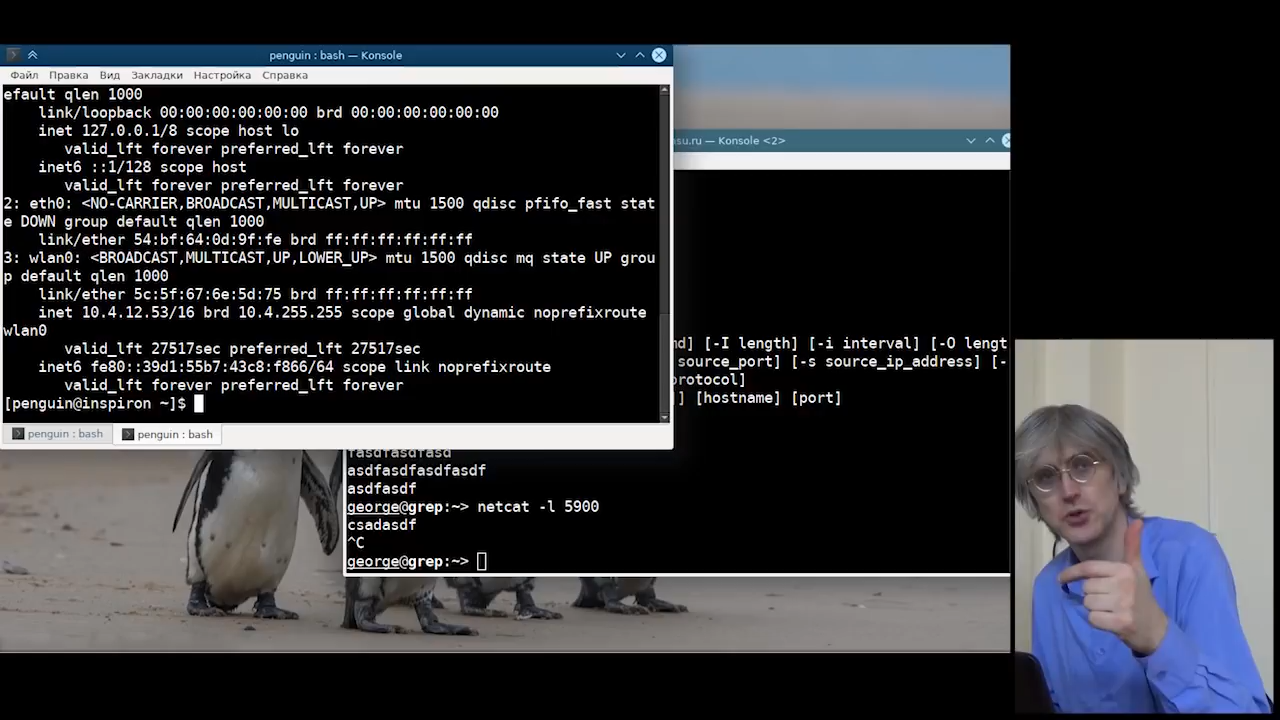 penguin : bash — Konsole
Файл Правка Вид Закладки Настройка Справка
efault qlen 1000
link/loopback 00:00:00:00:00:00 brd 00:00:00:00:00:00
inet 127.0.0.1/8 scope host lo
valid_lft forever preferred_lft forever
inet6 ::1/128 scope host
valid_lft forever preferred_lft forever
2: eth0: <NO-CARRIER,BROADCAST,MULTICAST,UP> mtu 1500 qdisc pfifo_fast stat
e DOWN group default qlen 1000
link/ether 54:bf:64:0d:9f:fe brd ff:ff:ff:ff:ff:ff
3: wlan0: <BROADCAST,MULTICAST,UP,LOWER_UP> mtu 1500 qdisc mq state UP grou
p default qlen 1000
link/ether 5c:5f:67:6e:5d:75 brd ff:ff:ff:ff:ff:ff
inet 10.4.12.53/16 brd 10.4.255.255 scope global dynamic noprefixroute
wlan0
valid_lft 27517sec preferred_lft 27517sec
inet6 fe80::39d1:55b7:43c8:f866/64 scope link noprefixroute
valid_lft forever preferred_lft forever
[penguin@inspiron ~]$
penguin : bash penguin : bash
asu.ru — Konsole <2>
nd] [-I length] [-i interval] [-O lengt
source_port] [-s source_ip_address] [-
protocol]
] [hostname] [port]
fasdfasdfasd
asdfasdfasdfasdf
asdfasdf
george@grep:~> netcat -l 5900
csadasdf
^C
george@grep:~>